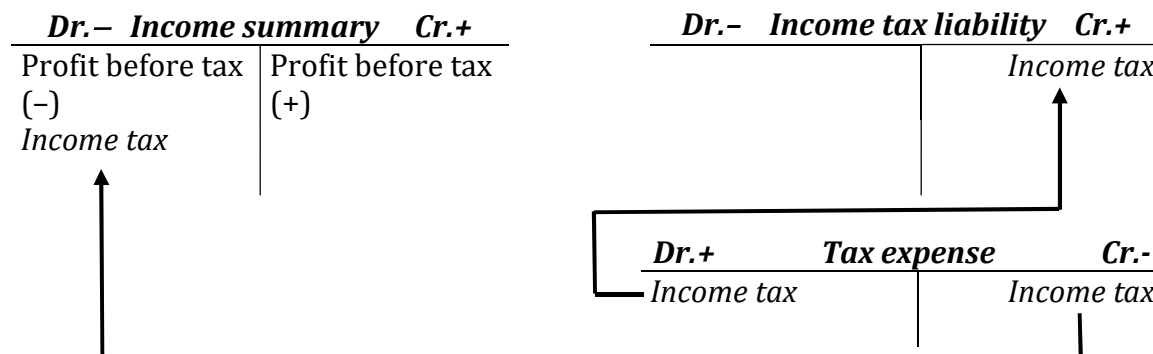 Dr.– Income summary Cr.+
Profit before tax Profit before tax
(–) (+)
Income tax
Dr.– Income tax liability Cr.+
Income tax
Dr.+ Tax expense Cr.-
Income tax Income tax